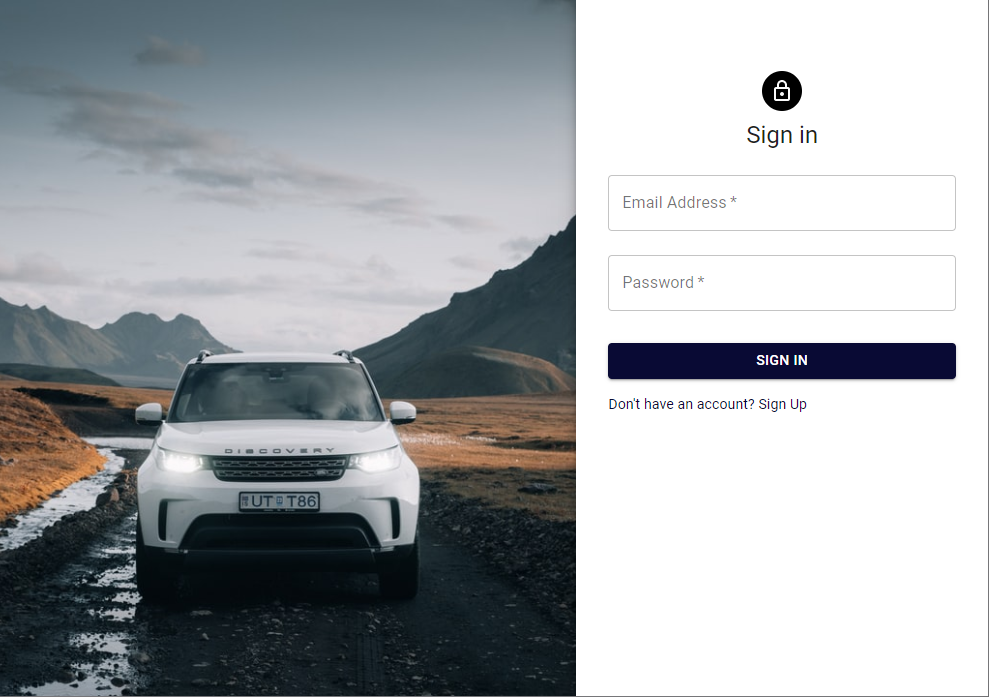 DISCOVERY
UT T86
Sign in
Email Address *
Password *
SIGN IN
Don't have an account? Sign Up